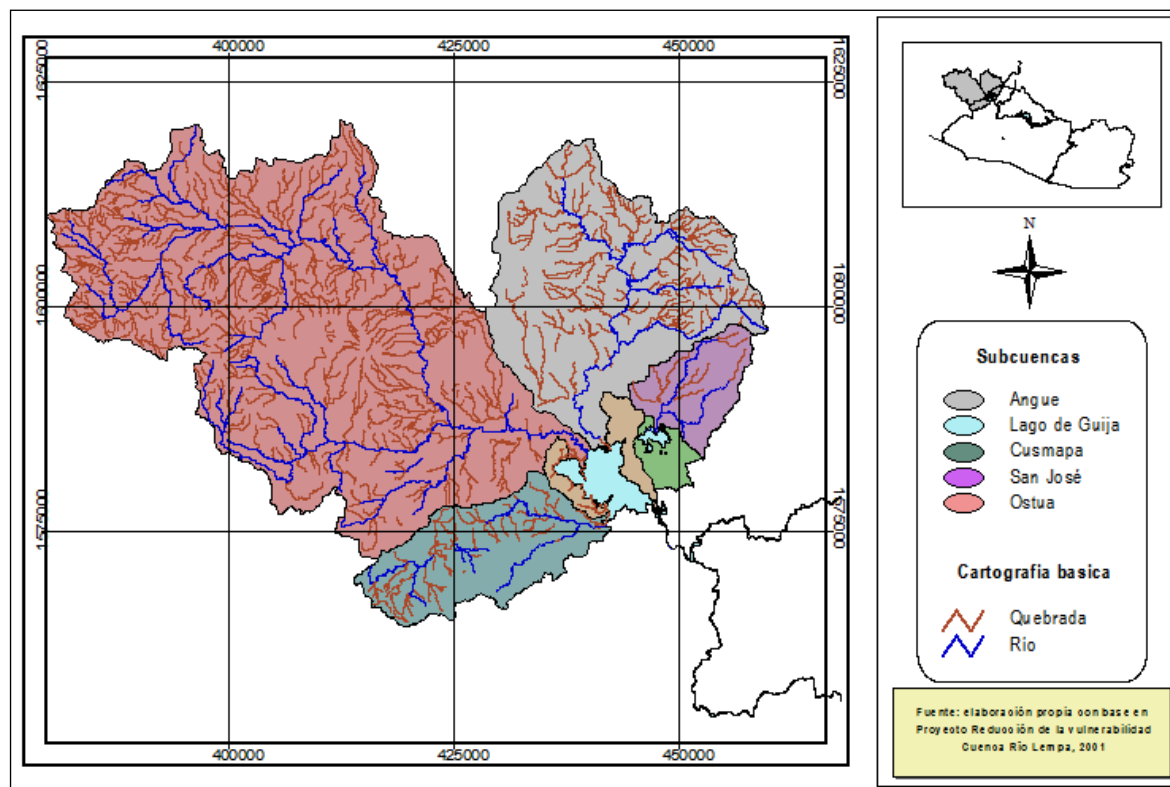 400000 425000 450000
1625000 1625000
1600000 1600000
1575000 1575000
400000 425000 450000
N
Subcuencas
Angue
Lago de Guija
Cusmapa
San José
Ostua
Cartografia basica
Quebrada
Rio
Fuente: elaboración propia con base en
Proyecto Reducción de la vulnerabilidad
Cuenca Río Lempa, 2001